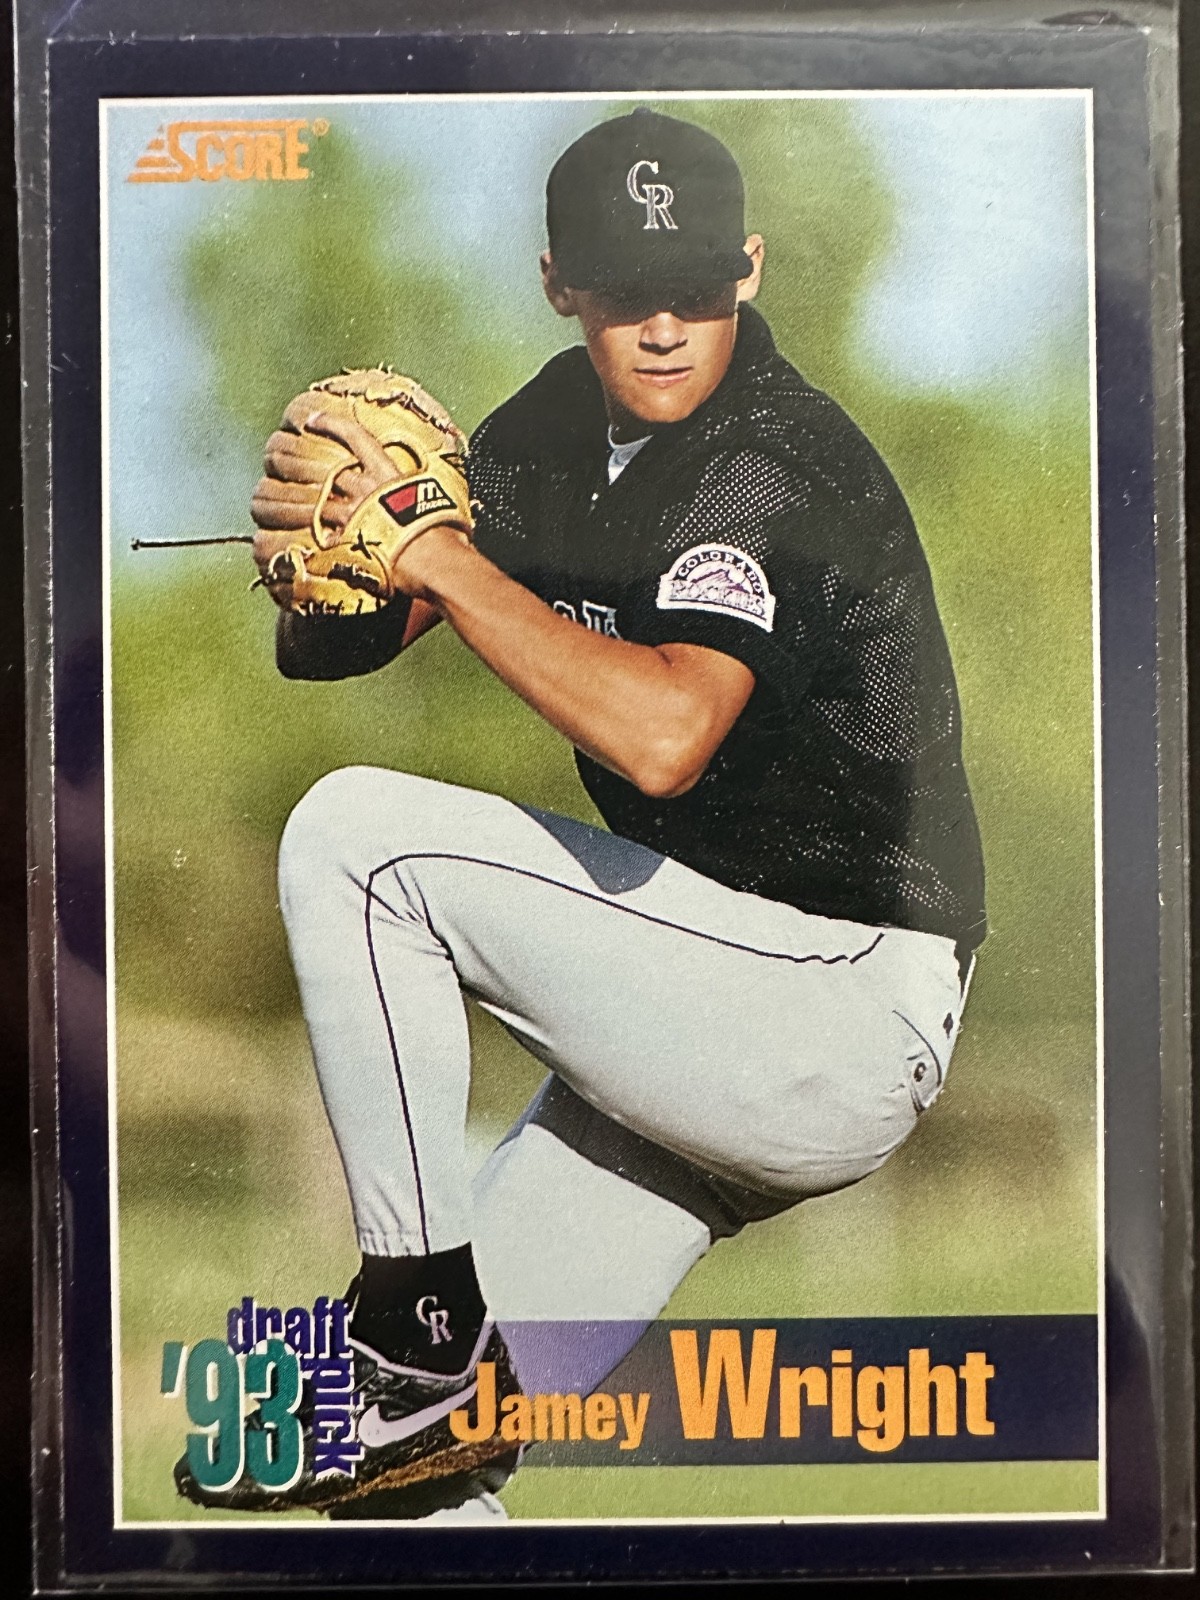 SCORE®
CR
m
COLORADO
ROCKIES
CR
draft
'93
pick
Jamey Wright